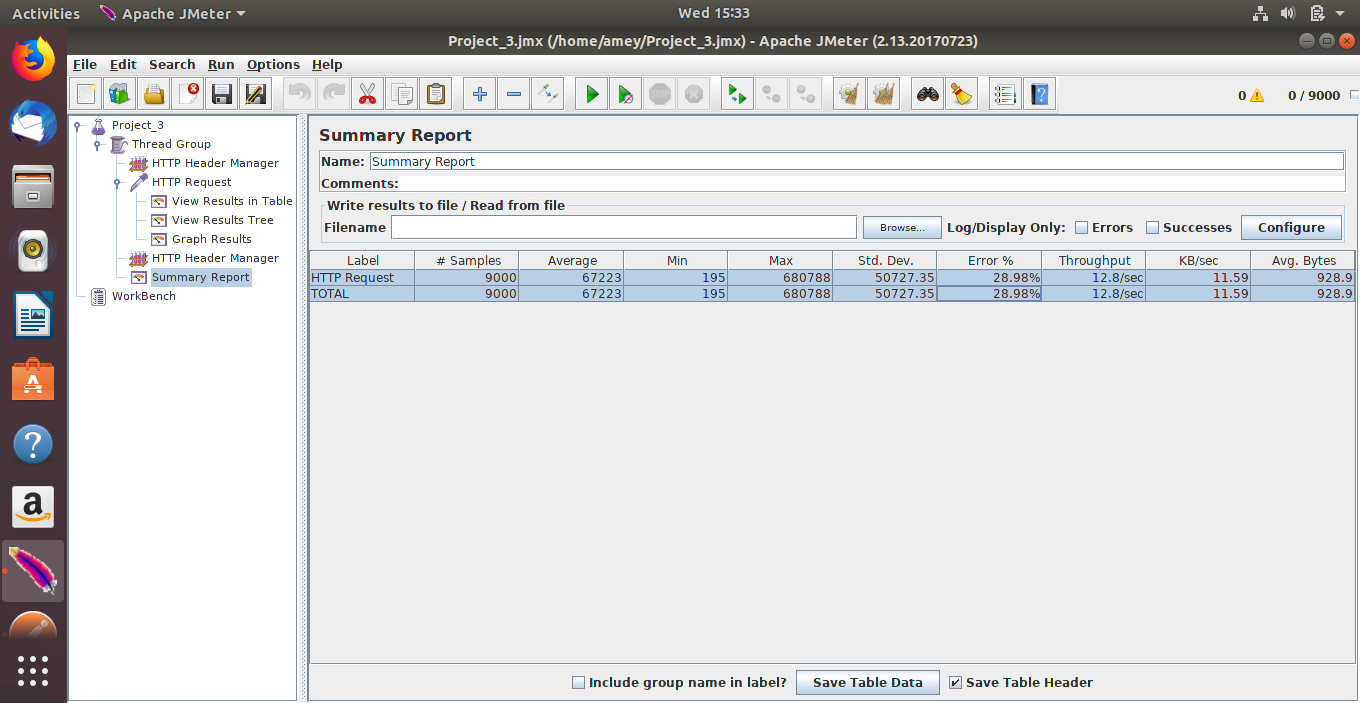 Activities Apache JMeter Wed 15:33
Project_3.jmx (/home/amey/Project_3.jmx) - Apache JMeter (2.13.20170723)
File Edit Search Run Options Help
STOP 0 0 / 9000
Project_3
Thread Group
HTTP Header Manager
HTTP Request
View Results in Table
View Results Tree
Graph Results
HTTP Header Manager
Summary Report
WorkBench
Summary Report
Name: Summary Report
Comments:
Write results to file / Read from file
Filename Browse... Log/Display Only: Errors Successes Configure
Label # Samples Average Min Max Std. Dev. Error % Throughput KB/sec Avg. Bytes
HTTP Request 9000 67223 195 680788 50727.35 28.98% 12.8/sec 11.59 928.9
TOTAL 9000 67223 195 680788 50727.35 28.98% 12.8/sec 11.59 928.9
Include group name in label? Save Table Data Save Table Header